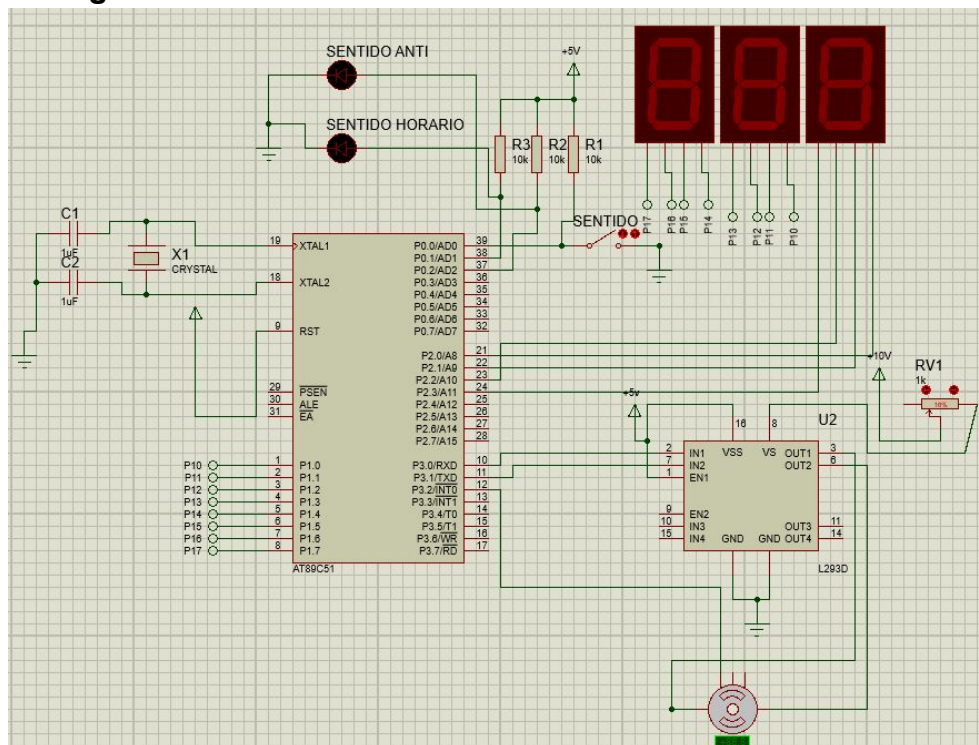 SENTIDO ANTI
SENTIDO HORARIO
+5V
R3
10k
R2
10k
R1
10k
SENTIDO
P17
P16
P15
P14
P13
P12
P11
P10
C1
1uF
C2
1uF
X1
CRYSTAL
19
XTAL1
18
XTAL2
9
RST
29
PSEN
30
ALE
31
EA
1
P1.0
2
P1.1
3
P1.2
4
P1.3
5
P1.4
6
P1.5
7
P1.6
8
P1.7
P10
P11
P12
P13
P14
P15
P16
P17
P0.0/AD0
39
P0.1/AD1
38
P0.2/AD2
37
P0.3/AD3
36
P0.4/AD4
35
P0.5/AD5
34
P0.6/AD6
33
P0.7/AD7
32
P2.0/A8
21
P2.1/A9
22
P2.2/A10
23
P2.3/A11
24
P2.4/A12
25
P2.5/A13
26
P2.6/A14
27
P2.7/A15
28
P3.0/RXD
10
P3.1/TXD
11
P3.2/INT0
12
P3.3/INT1
13
P3.4/T0
14
P3.5/T1
15
P3.6/WR
16
P3.7/RD
17
AT89C51
+5v
+10V
RV1
1k
10%
U2
16
8
VSS
VS
2
IN1
7
IN2
1
EN1
9
EN2
10
IN3
15
IN4
OUT1
3
OUT2
6
OUT3
11
OUT4
14
GND
GND
L293D